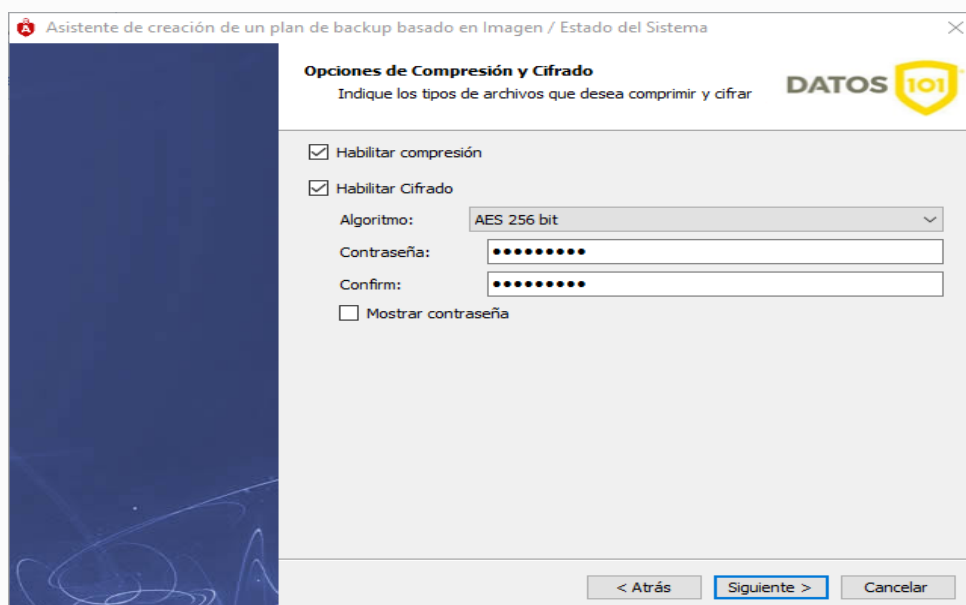 Asistente de creación de un plan de backup basado en Imagen / Estado del Sistema
Opciones de Compresión y Cifrado
Indique los tipos de archivos que desea comprimir y cifrar
DATOS 101
Habilitar compresión
Habilitar Cifrado
Algoritmo: AES 256 bit
Contraseña: •••••••••
Confirm: •••••••••
Mostrar contraseña
< Atrás Siguiente > Cancelar